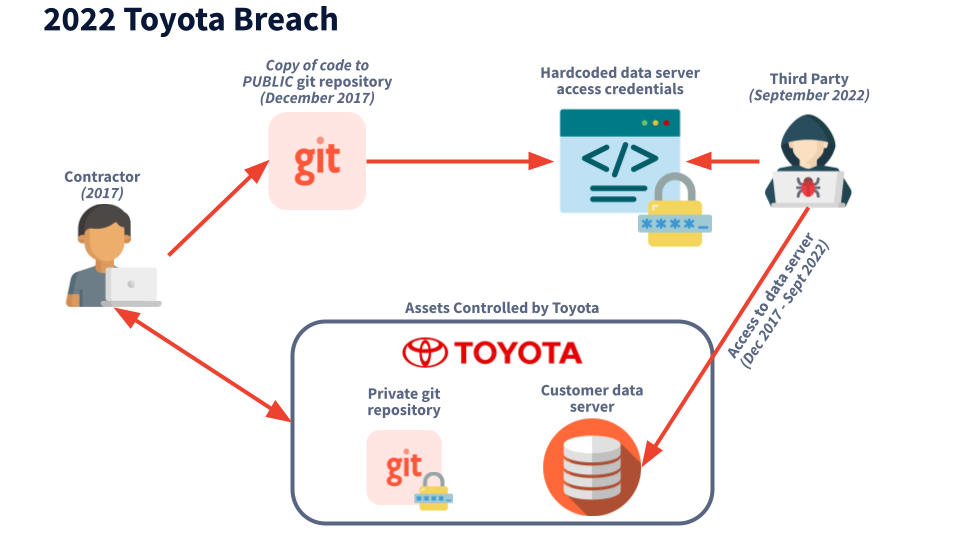 2022 Toyota Breach
Copy of code to
PUBLIC git repository
(December 2017)
Hardcoded data server
access credentials
Third Party
(September 2022)
git
</>
****_
Contractor
(2017)
Access to data server
(Dec 2017 - Sept 2022)
Assets Controlled by Toyota
TOYOTA
Private git
repository
Customer data
server
git